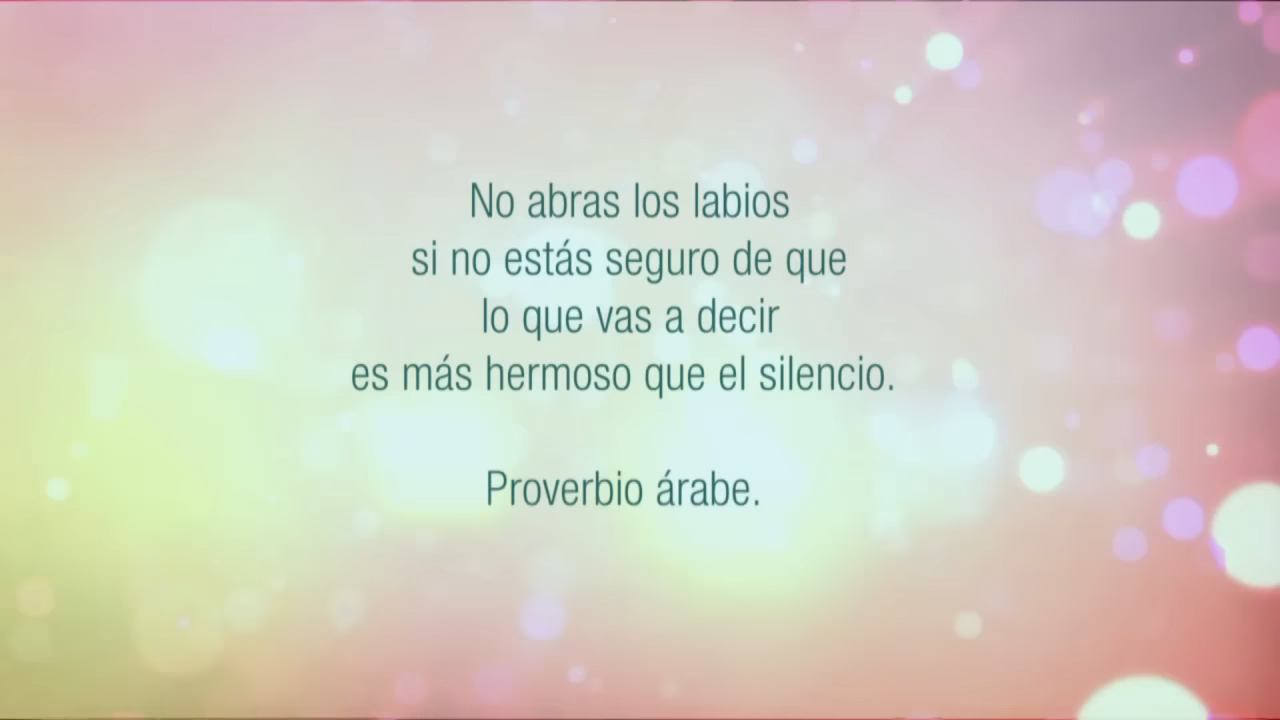 No abras los labios
si no estás seguro de que
lo que vas a decir
es más hermoso que el silencio.
Proverbio árabe.